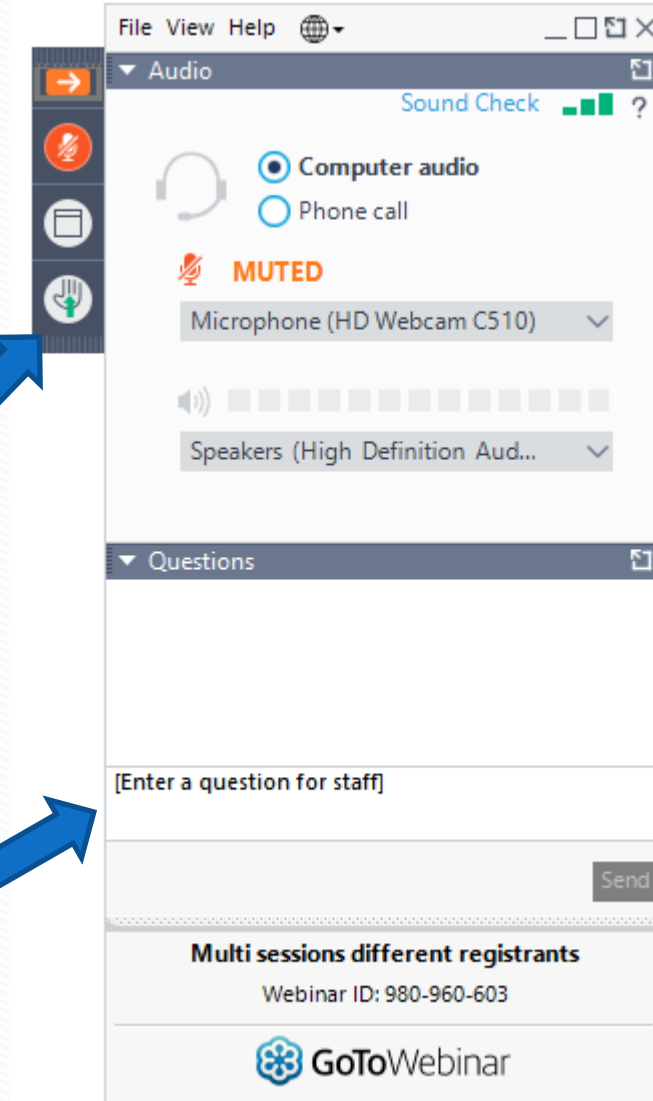 File View Help
Audio
Sound Check ?
Computer audio
Phone call
MUTED
Microphone (HD Webcam C510)
Speakers (High Definition Aud...
Questions
[Enter a question for staff]
Send
Multi sessions different registrants
Webinar ID: 980-960-603
GoToWebinar